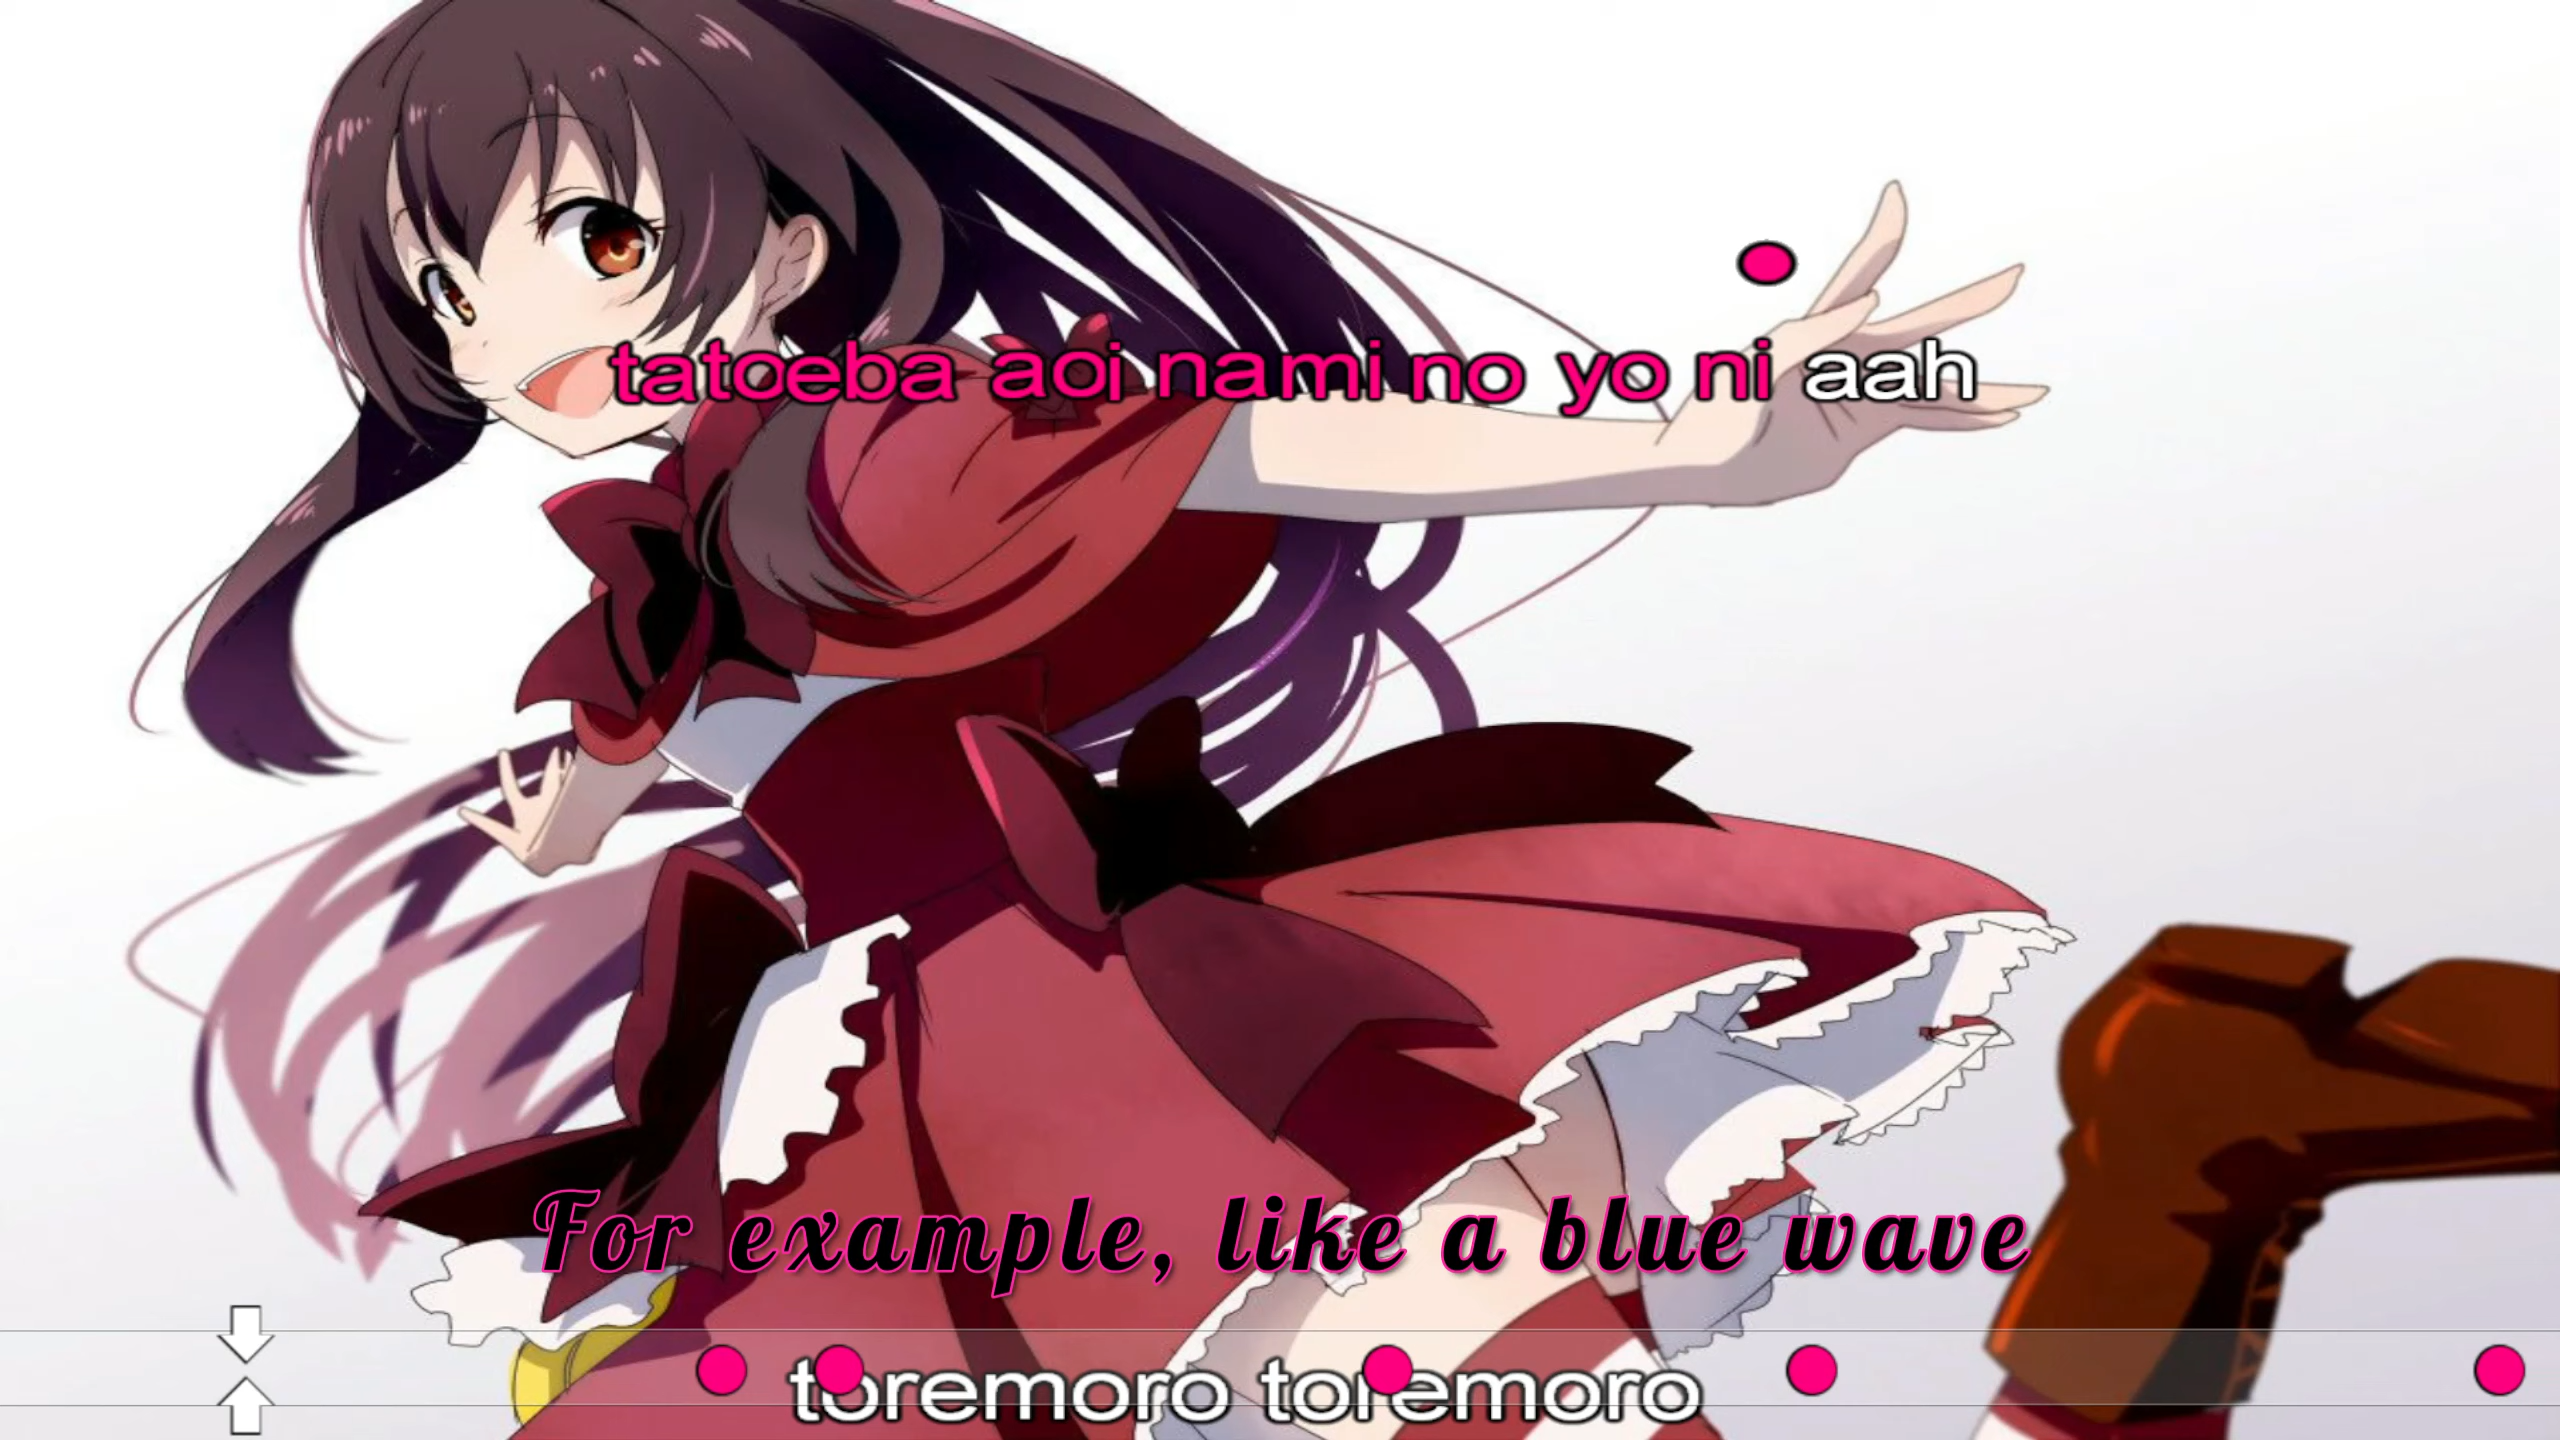 tatoeba aoi nami no yo ni aah
For example, like a blue wave
toremoro toremoro